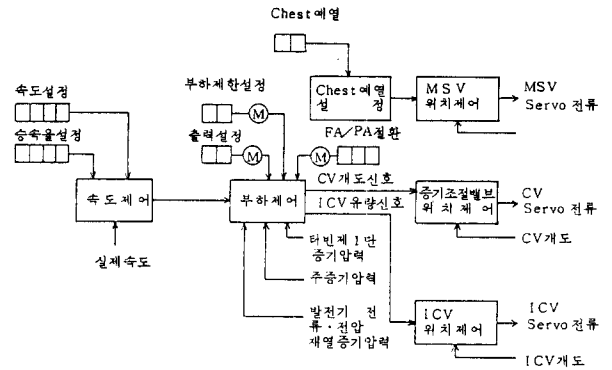 Chest예열
속도설정
승속율설정
부하제한설정
M
출력설정
M
Chest예열
설 정
FA/PA절환
M
MSV
위치제어
MSV
Servo 전류
속도제어
부하제어
CV개도신호
ICV유량신호
증기조절밸브
위치제어
CV
Servo 전류
CV개도
실제속도
터빈제1단
증기압력
주증기압력
발전기 전
류·전압
재열증기압력
ICV
위치제어
ICV
Servo 전류
ICV개도